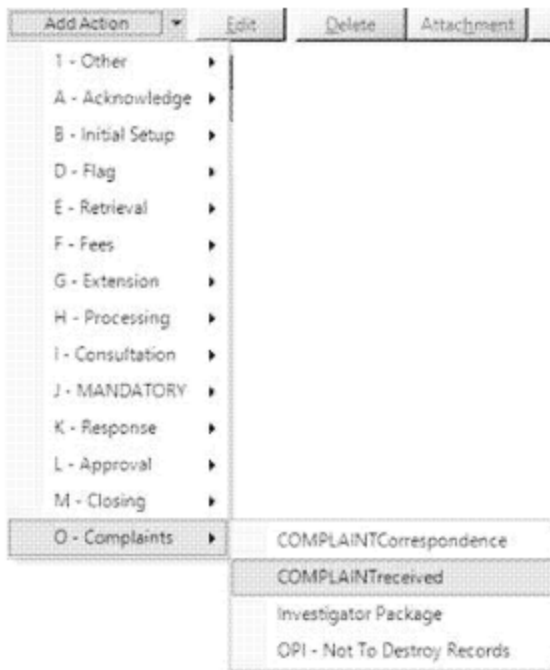 Add Action Edit Delete Attachment
1 - Other
A - Acknowledge
B - Initial Setup
D - Flag
E - Retrieval
F - Fees
G - Extension
H - Processing
I - Consultation
J - MANDATORY
K - Response
L - Approval
M - Closing
O - Complaints
COMPLAINTCorrespondence
COMPLAINTreceived
Investigator Package
OPI - Not To Destroy Records